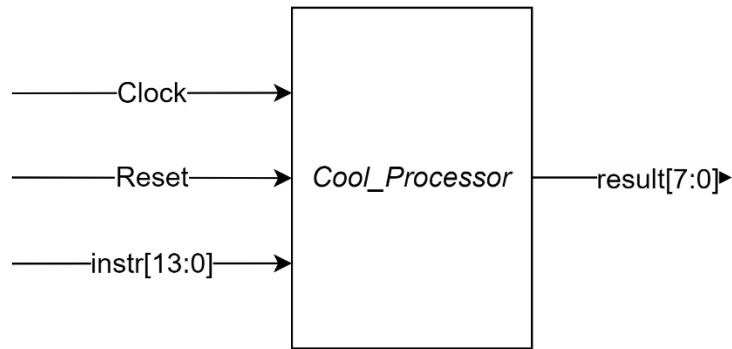 Clock
Reset
instr[13:0]
Cool_Processor
result[7:0]